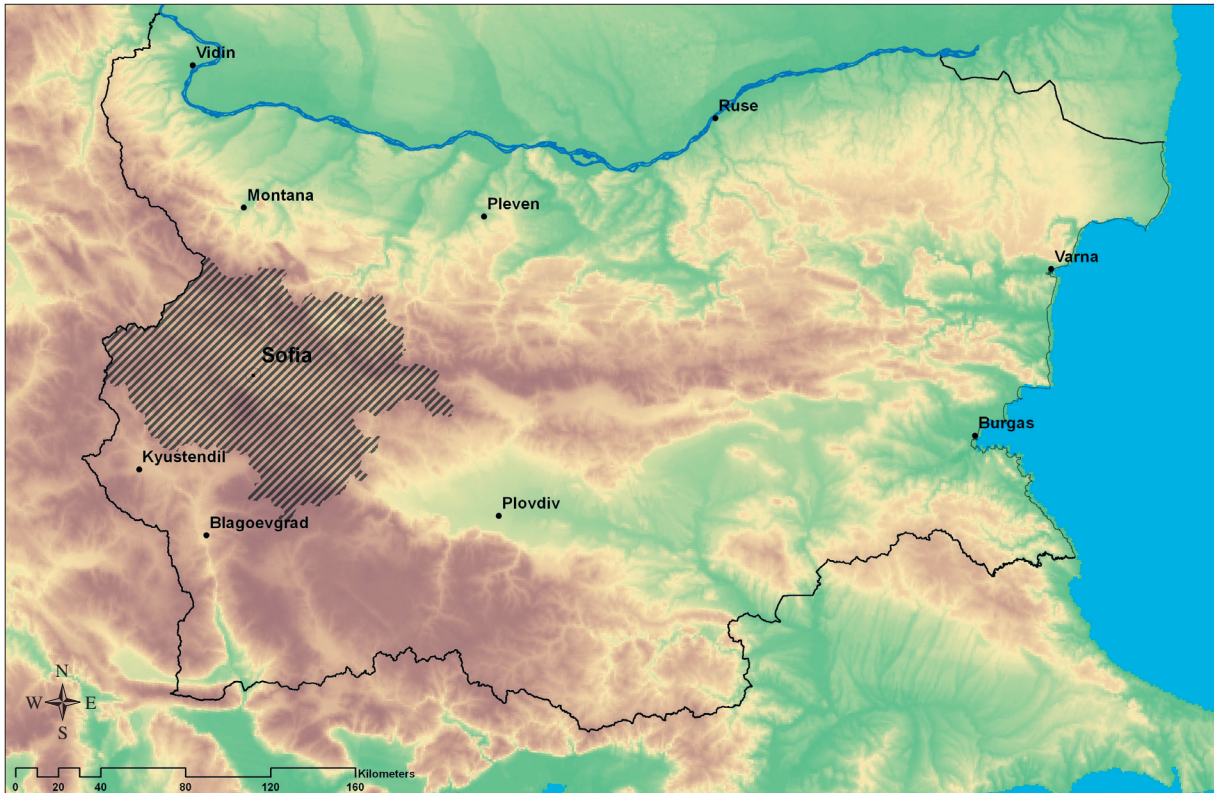 Vidin
Ruse
Montana
Pleven
Varna
Sofia
Burgas
Kyustendil
Plovdiv
Blagoevgrad
N
W E
S
Kilometers
0 20 40 80 120 160